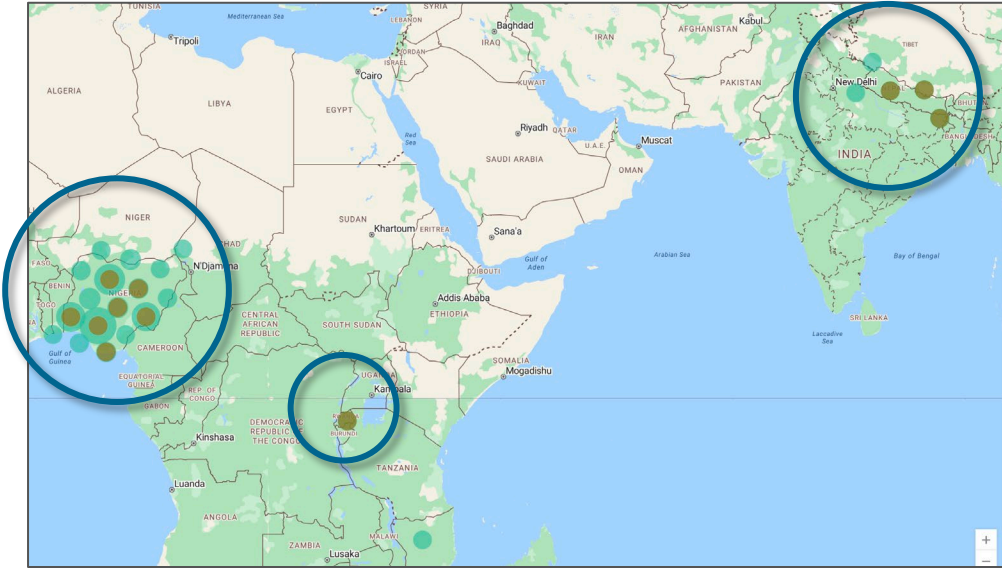 TUNISIA
Mediterranean Sea
SYRIA
LEBANON
Baghdad
IRAQ
IRAN
AFGHANISTAN
Kabul
TIBET
Tripoli
ISRAEL
JORDAN
Cairo
KUWAIT
PAKISTAN
New Delhi
ALGERIA
LIBYA
EGYPT
BHUT
Riyadh
QATAR
Red
Sea
U.A.E.
Muscat
BANGLADESH
INDIA
SAUDI ARABIA
OMAN
NIGER
SUDAN
Khartoum
ERITREA
Sana'a
CHAD
N'Djamena
FASO
Gulf of
Aden
Arabian Sea
Bay of Bengal
DJIBOUTI
BENIN
NIGERIA
TOGO
Addis Ababa
ETHIOPIA
CENTRAL
AFRICAN
REPUBLIC
SOUTH SUDAN
SRI LANKA
Laccadive
Sea
CAMEROON
Gulf of
Guinea
SOMALIA
Mogadishu
EQUATORIAL
GUINEA
UGANDA
Kampala
GABON
REP. OF
CONGO
DEMOCRATIC
REPUBLIC OF
THE CONGO
BURUNDI
Kinshasa
TANZANIA
Luanda
ANGOLA
MALAWI
ZAMBIA
Lusaka
+
−